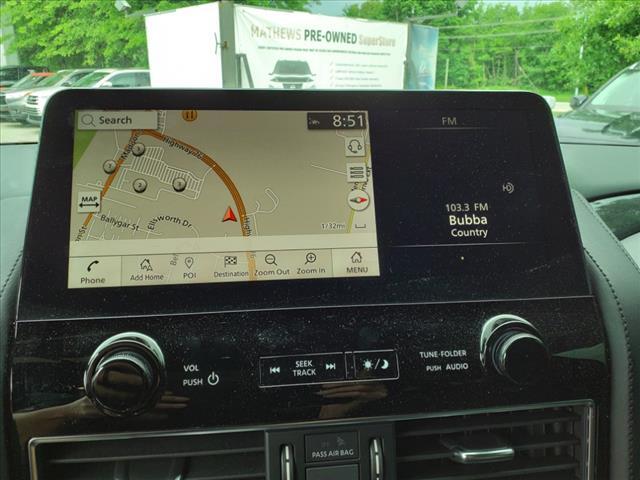 MATHEWS PRE-OWNED SuperStore
Search
8:51
FM
Highway
Madison
MAP
Ballygar St
Ellsworth Dr
1/32mi
103.3 FM
Bubba
Country
Phone
Add Home
POI
Destination
Zoom Out
Zoom In
MENU
VOL
PUSH
SEEK
TRACK
TUNE·FOLDER
PUSH AUDIO
PASS AIR BAG